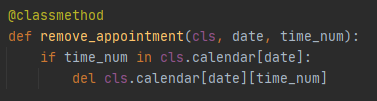 @classmethod
def remove_appointment(cls, date, time_num):
    if time_num in cls.calendar[date]:
        del cls.calendar[date][time_num]